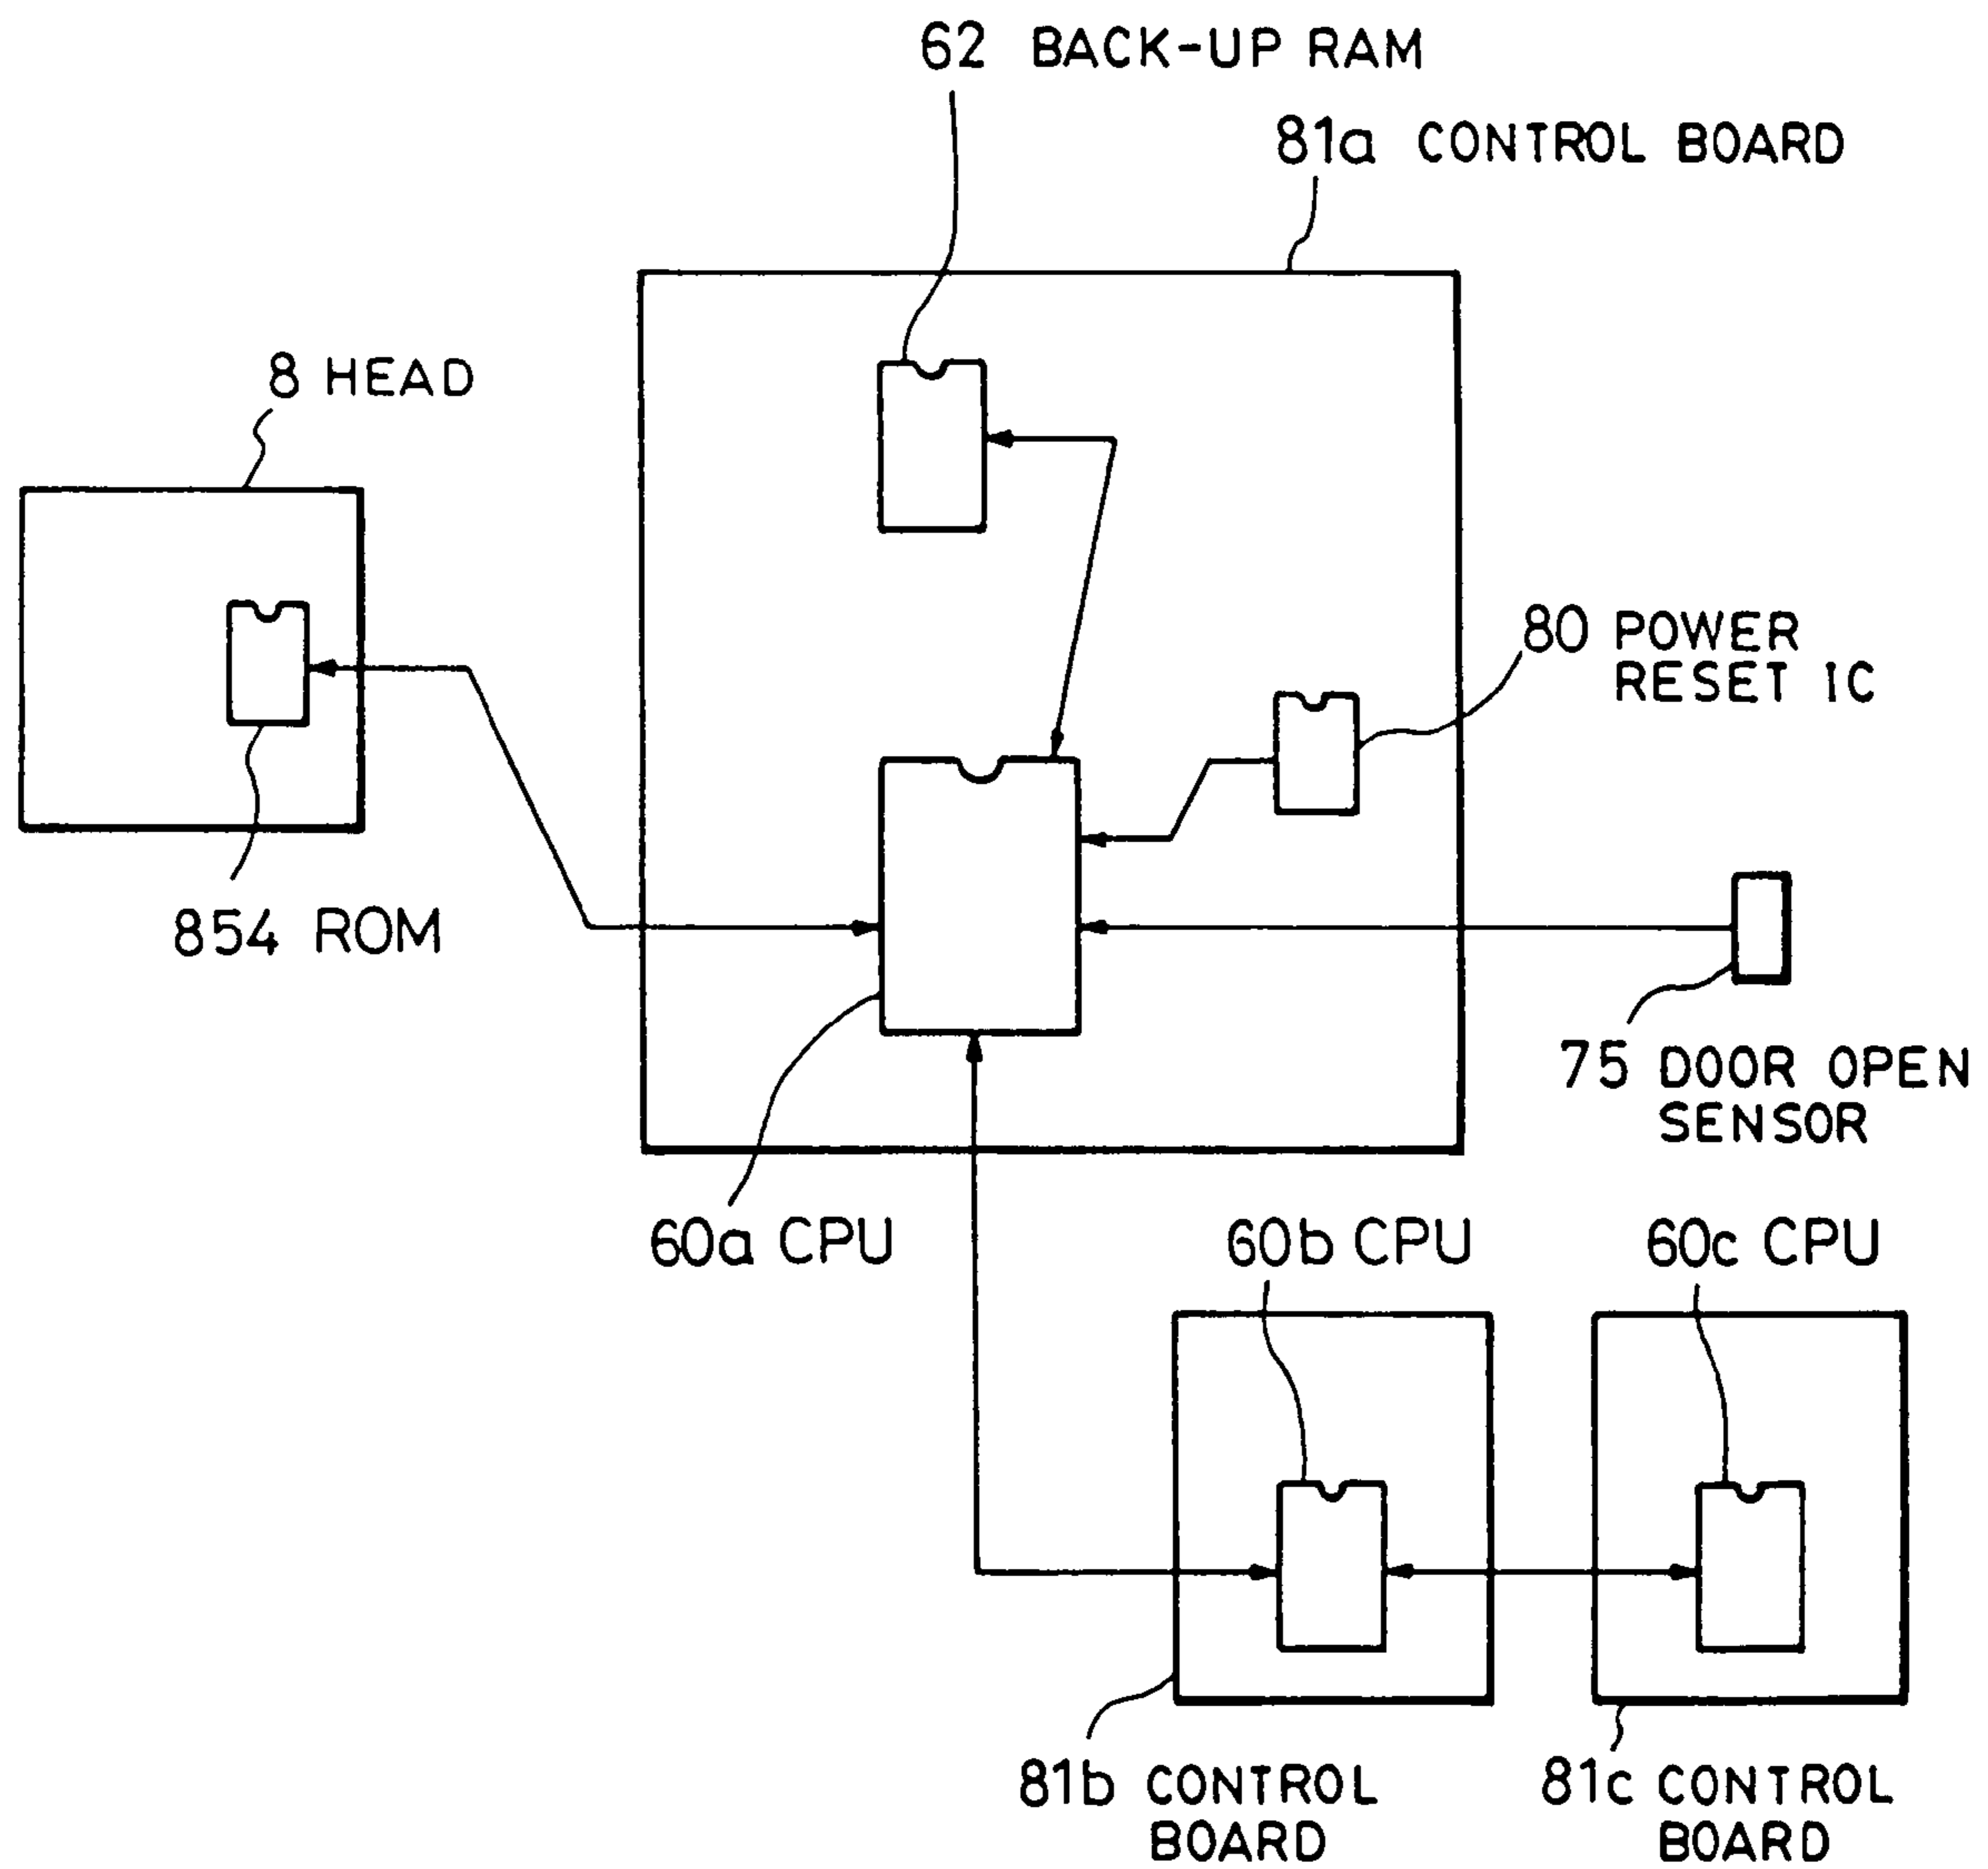 62 BACK-UP RAM
81a CONTROL BOARD
8 HEAD
80 POWER
RESET IC
854 ROM
75 DOOR OPEN
SENSOR
60a CPU
60b CPU
60c CPU
81b CONTROL
BOARD
81c CONTROL
BOARD